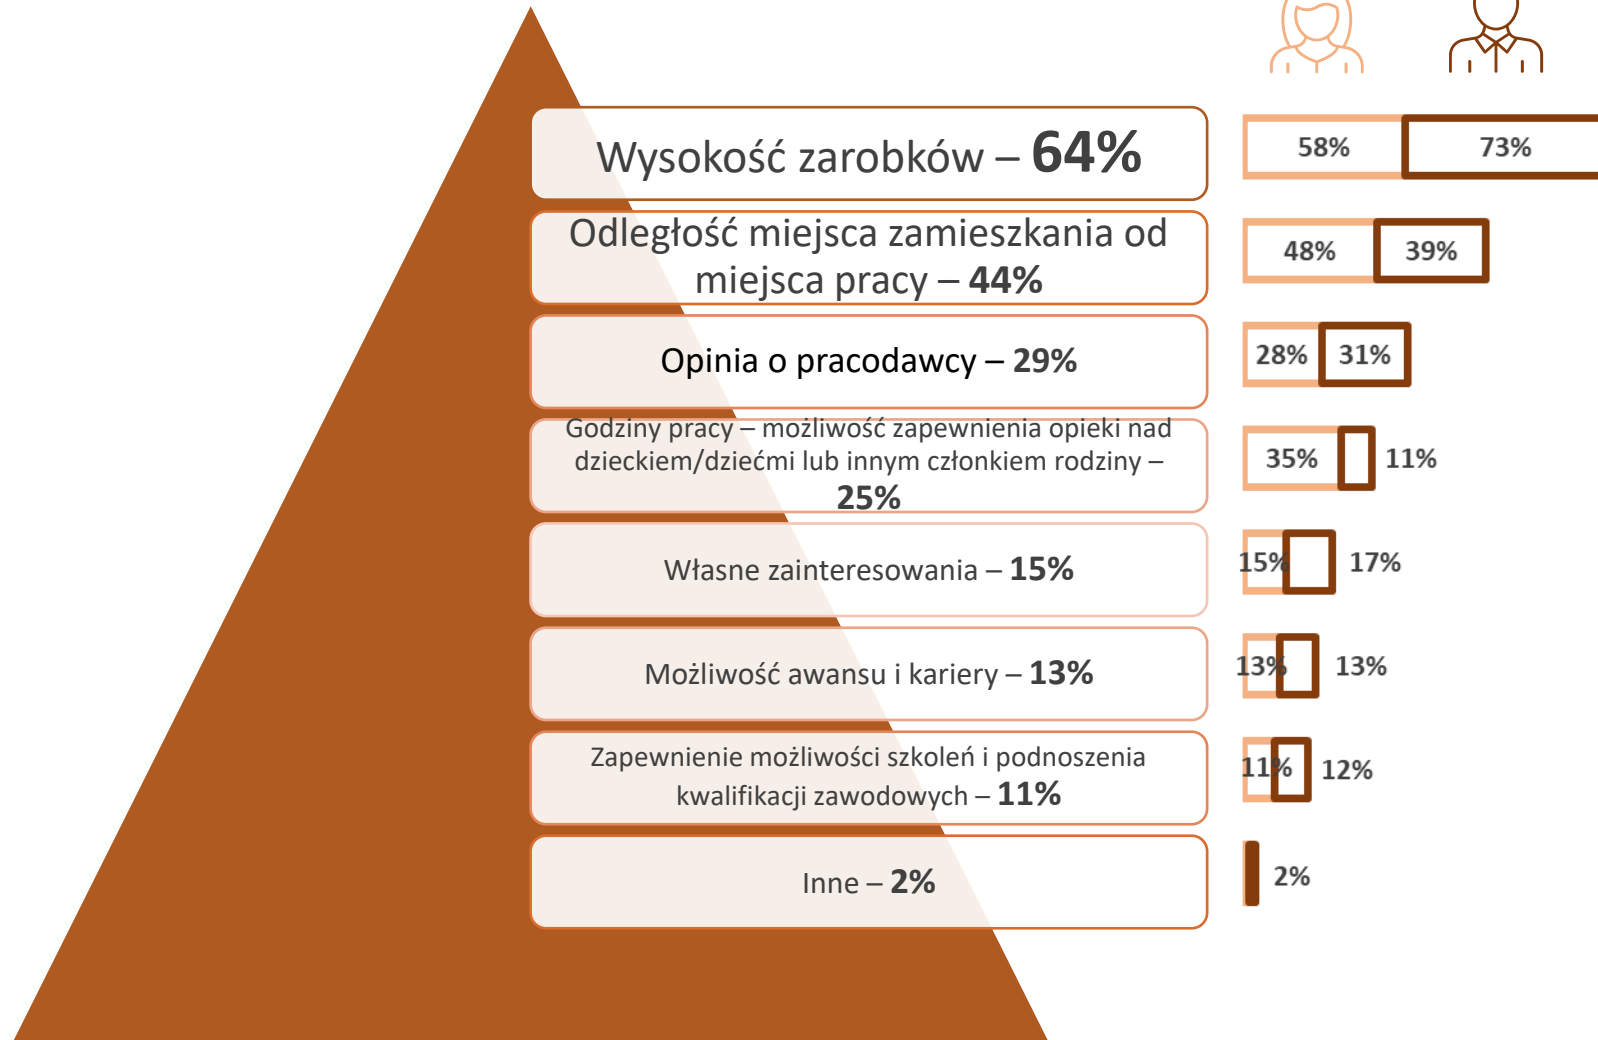 Wysokość zarobków – 64%
58%
73%
Odległość miejsca zamieszkania od
miejsca pracy – 44%
48%
39%
Opinia o pracodawcy – 29%
28%
31%
Godziny pracy – możliwość zapewnienia opieki nad
dzieckiem/dziećmi lub innym członkiem rodziny –
25%
35%
11%
Własne zainteresowania – 15%
15%
17%
Możliwość awansu i kariery – 13%
13%
13%
Zapewnienie możliwości szkoleń i podnoszenia
kwalifikacji zawodowych – 11%
11%
12%
Inne – 2%
2%